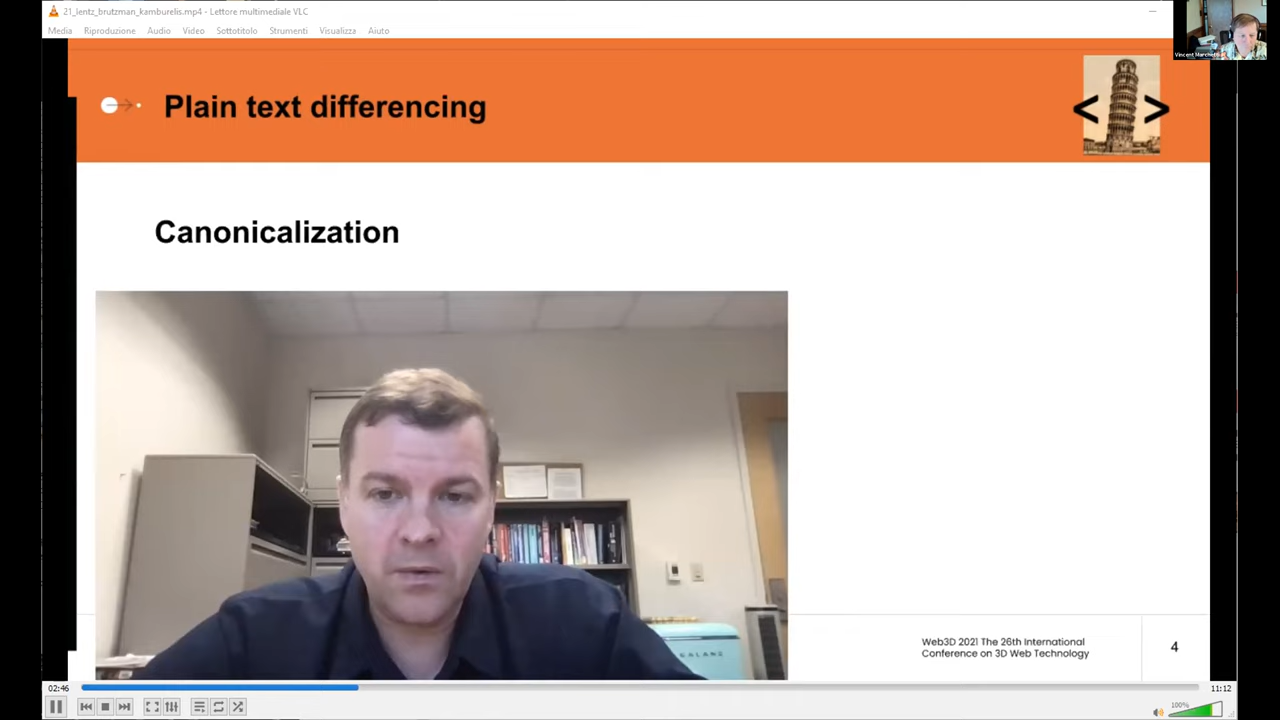 21_lentz_brutzman_kamburelis.mp4 - Lettore multimediale VLC
Media Riproduzione Audio Video Sottotitolo Strumenti Visualizza Aiuto
Plain text differencing
< >
Canonicalization
GALANZ
Web3D 2021 The 26th International
Conference on 3D Web Technology
4
02:46
11:12
100%